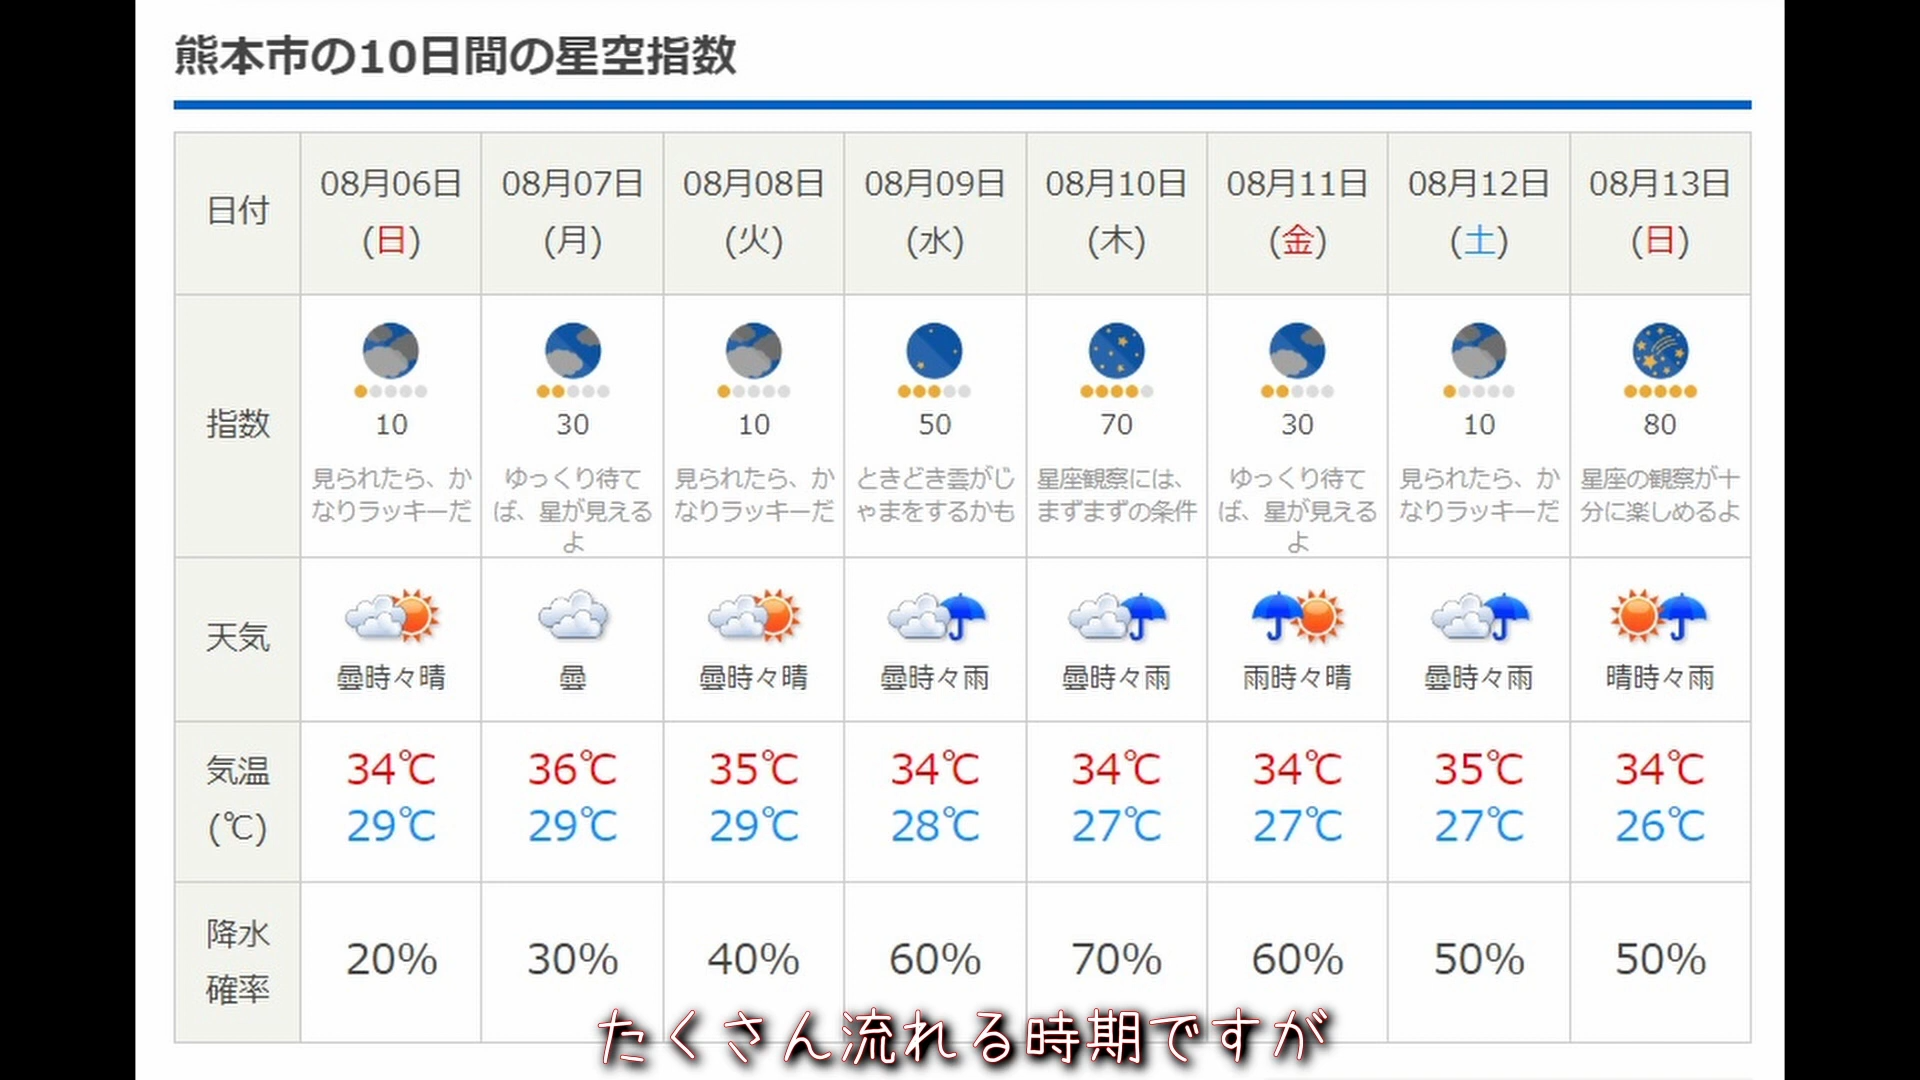 熊本市の10日間の星空指数
日付
08月06日
(日)
08月07日
(月)
08月08日
(火)
08月09日
(水)
08月10日
(木)
08月11日
(金)
08月12日
(土)
08月13日
(日)
指数
10
見られたら、か
なりラッキーだ
30
ゆっくり待て
ば、星が見える
よ
10
見られたら、か
なりラッキーだ
50
ときどき雲がじ
ゃまをするかも
70
星座観察には、
まずまずの条件
30
ゆっくり待て
ば、星が見える
よ
10
見られたら、か
なりラッキーだ
80
星座の観察が十
分に楽しめるよ
天気
曇時々晴
曇
曇時々晴
曇時々雨
曇時々雨
雨時々晴
曇時々雨
晴時々雨
気温
(℃)
34℃
29℃
36℃
29℃
35℃
29℃
34℃
28℃
34℃
27℃
34℃
27℃
35℃
27℃
34℃
26℃
降水
確率
20%
30%
40%
60%
70%
60%
50%
50%
たくさん流れる時期ですが